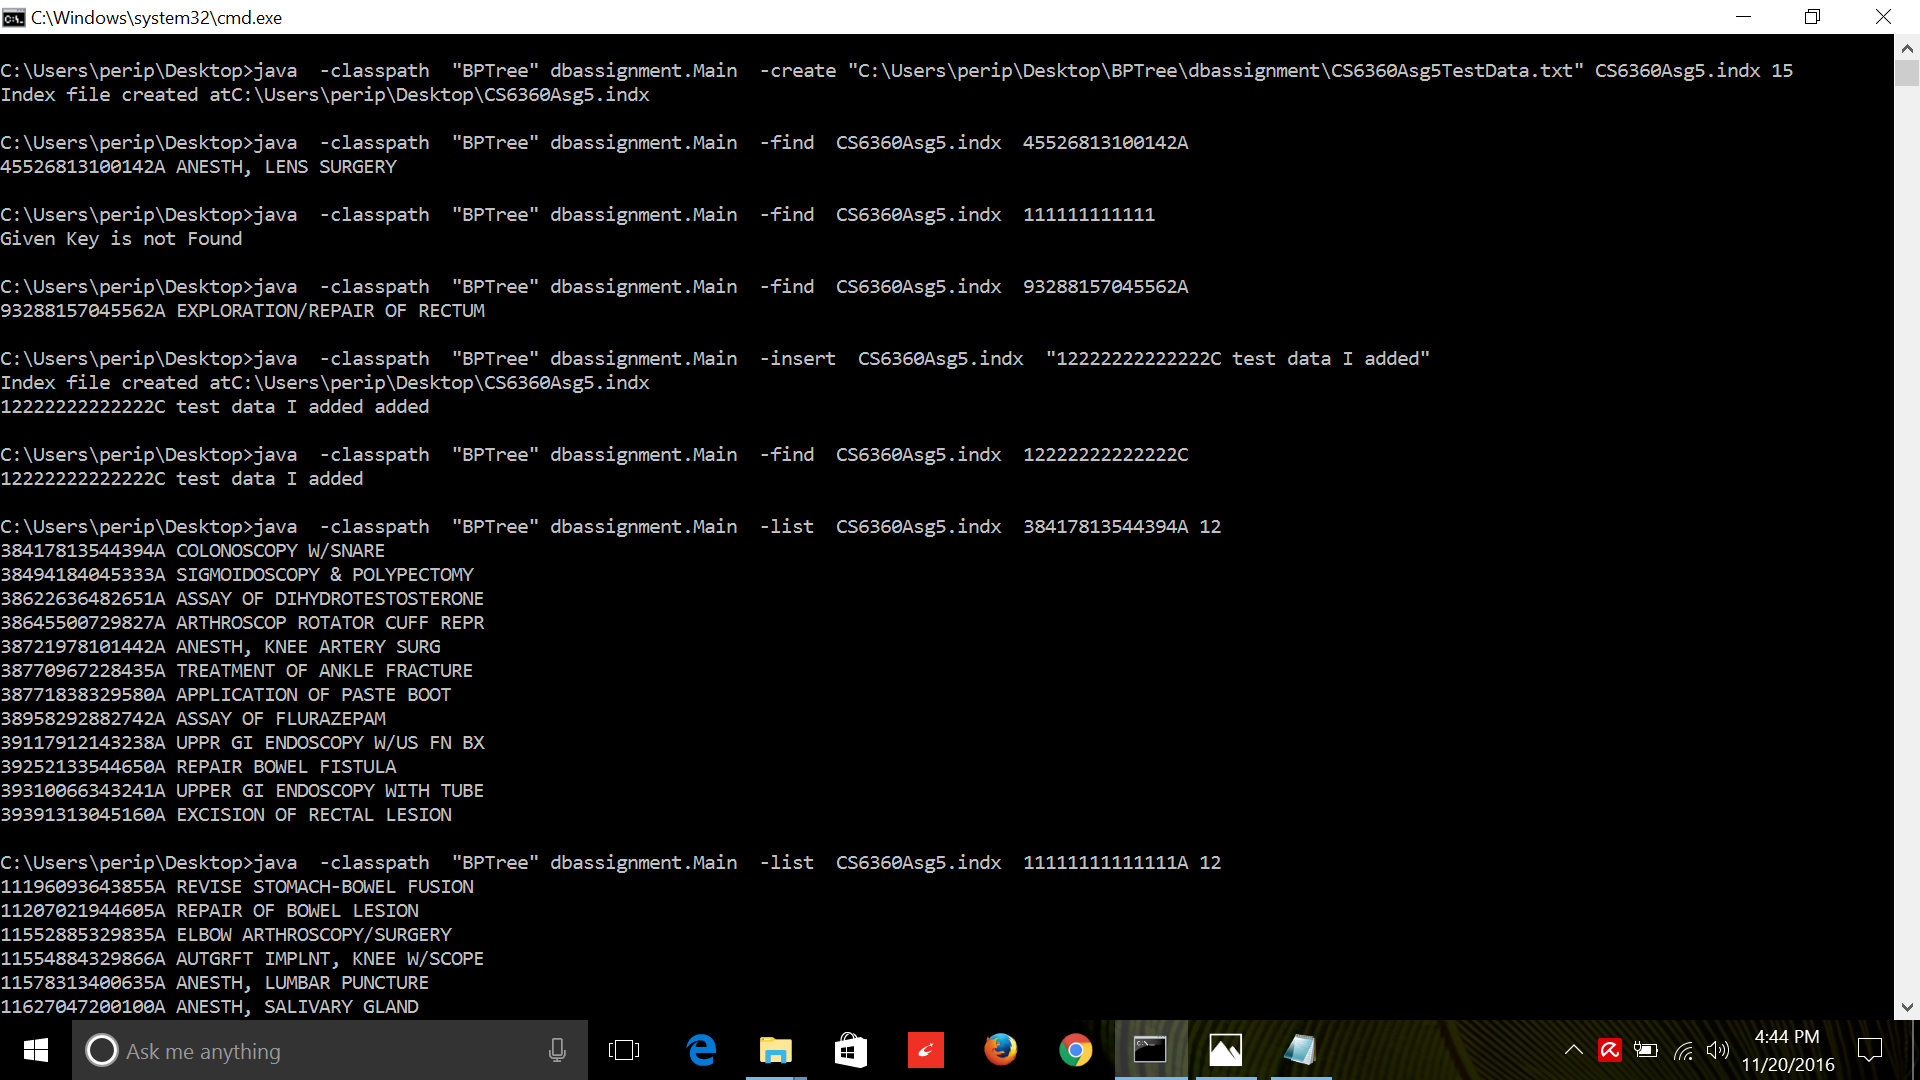 C:\Windows\system32\cmd.exe
C:\Users\perip\Desktop>java  -classpath  "BPTree" dbassignment.Main  -create "C:\Users\perip\Desktop\BPTree\dbassignment\CS6360Asg5TestData.txt" CS6360Asg5.indx 15
Index file created atC:\Users\perip\Desktop\CS6360Asg5.indx
C:\Users\perip\Desktop>java  -classpath  "BPTree" dbassignment.Main  -find  CS6360Asg5.indx  45526813100142A
45526813100142A ANESTH, LENS SURGERY
C:\Users\perip\Desktop>java  -classpath  "BPTree" dbassignment.Main  -find  CS6360Asg5.indx  111111111111
Given Key is not Found
C:\Users\perip\Desktop>java  -classpath  "BPTree" dbassignment.Main  -find  CS6360Asg5.indx  93288157045562A
93288157045562A EXPLORATION/REPAIR OF RECTUM
C:\Users\perip\Desktop>java  -classpath  "BPTree" dbassignment.Main  -insert  CS6360Asg5.indx  "12222222222222C test data I added"
Index file created atC:\Users\perip\Desktop\CS6360Asg5.indx
12222222222222C test data I added added
C:\Users\perip\Desktop>java  -classpath  "BPTree" dbassignment.Main  -find  CS6360Asg5.indx  12222222222222C
12222222222222C test data I added
C:\Users\perip\Desktop>java  -classpath  "BPTree" dbassignment.Main  -list  CS6360Asg5.indx  38417813544394A 12
38417813544394A COLONOSCOPY W/SNARE
38494184045333A SIGMOIDOSCOPY & POLYPECTOMY
38622636482651A ASSAY OF DIHYDROTESTOSTERONE
38645500729827A ARTHROSCOP ROTATOR CUFF REPR
38721978101442A ANESTH, KNEE ARTERY SURG
38770967228435A TREATMENT OF ANKLE FRACTURE
38771838329580A APPLICATION OF PASTE BOOT
38958292882742A ASSAY OF FLURAZEPAM
39117912143238A UPPR GI ENDOSCOPY W/US FN BX
39252133544650A REPAIR BOWEL FISTULA
39310066343241A UPPER GI ENDOSCOPY WITH TUBE
39391313045160A EXCISION OF RECTAL LESION
C:\Users\perip\Desktop>java  -classpath  "BPTree" dbassignment.Main  -list  CS6360Asg5.indx  11111111111111A 12
11196093643855A REVISE STOMACH-BOWEL FUSION
11207021944605A REPAIR OF BOWEL LESION
11552885329835A ELBOW ARTHROSCOPY/SURGERY
11554884329866A AUTGRFT IMPLNT, KNEE W/SCOPE
11578313400635A ANESTH, LUMBAR PUNCTURE
11627047200100A ANESTH, SALIVARY GLAND
Ask me anything
4:44 PM
11/20/2016